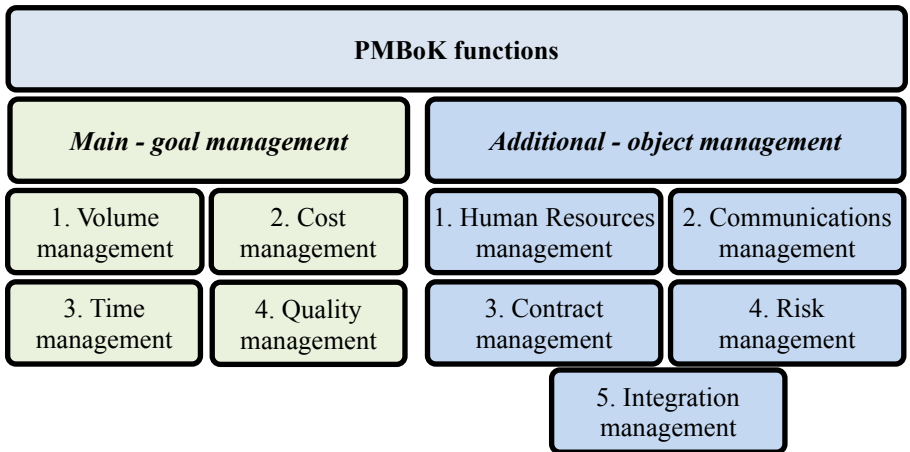 PMBoK functions
Main - goal management
Additional - object management
1. Volume
management
2. Cost
management
1. Human Resources
management
2. Communications
management
3. Time
management
4. Quality
management
3. Contract
management
4. Risk
management
5. Integration
management